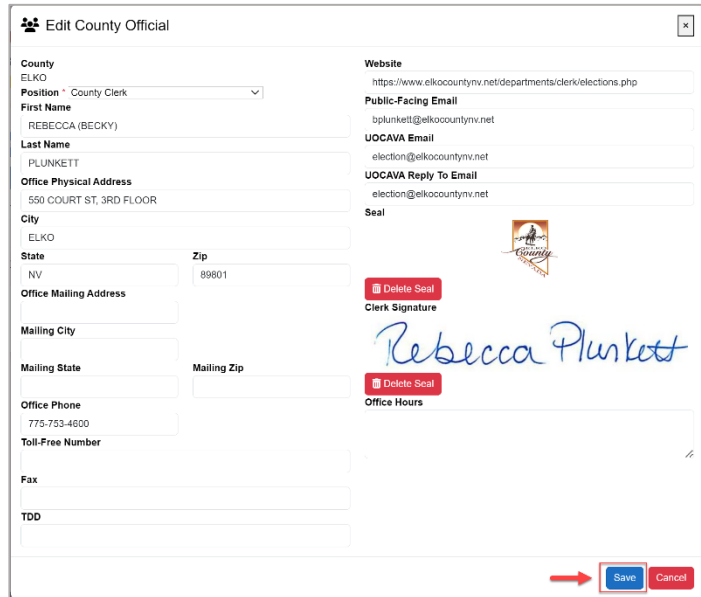 Edit County Official
×
County
ELKO
Position * County Clerk
First Name
REBECCA (BECKY)
Last Name
PLUNKETT
Office Physical Address
550 COURT ST, 3RD FLOOR
City
ELKO
State Zip
NV 89801
Office Mailing Address
Mailing City
Mailing State Mailing Zip
Office Phone
775-753-4600
Toll-Free Number
Fax
TDD
Website
https://www.elkocountynv.net/departments/clerk/elections.php
Public-Facing Email
bplunkett@elkocountynv.net
UOCAVA Email
election@elkocountynv.net
UOCAVA Reply To Email
election@elkocountynv.net
Seal
County
Delete Seal
Clerk Signature
Rebecca Plunkett
Delete Seal
Office Hours
Save Cancel